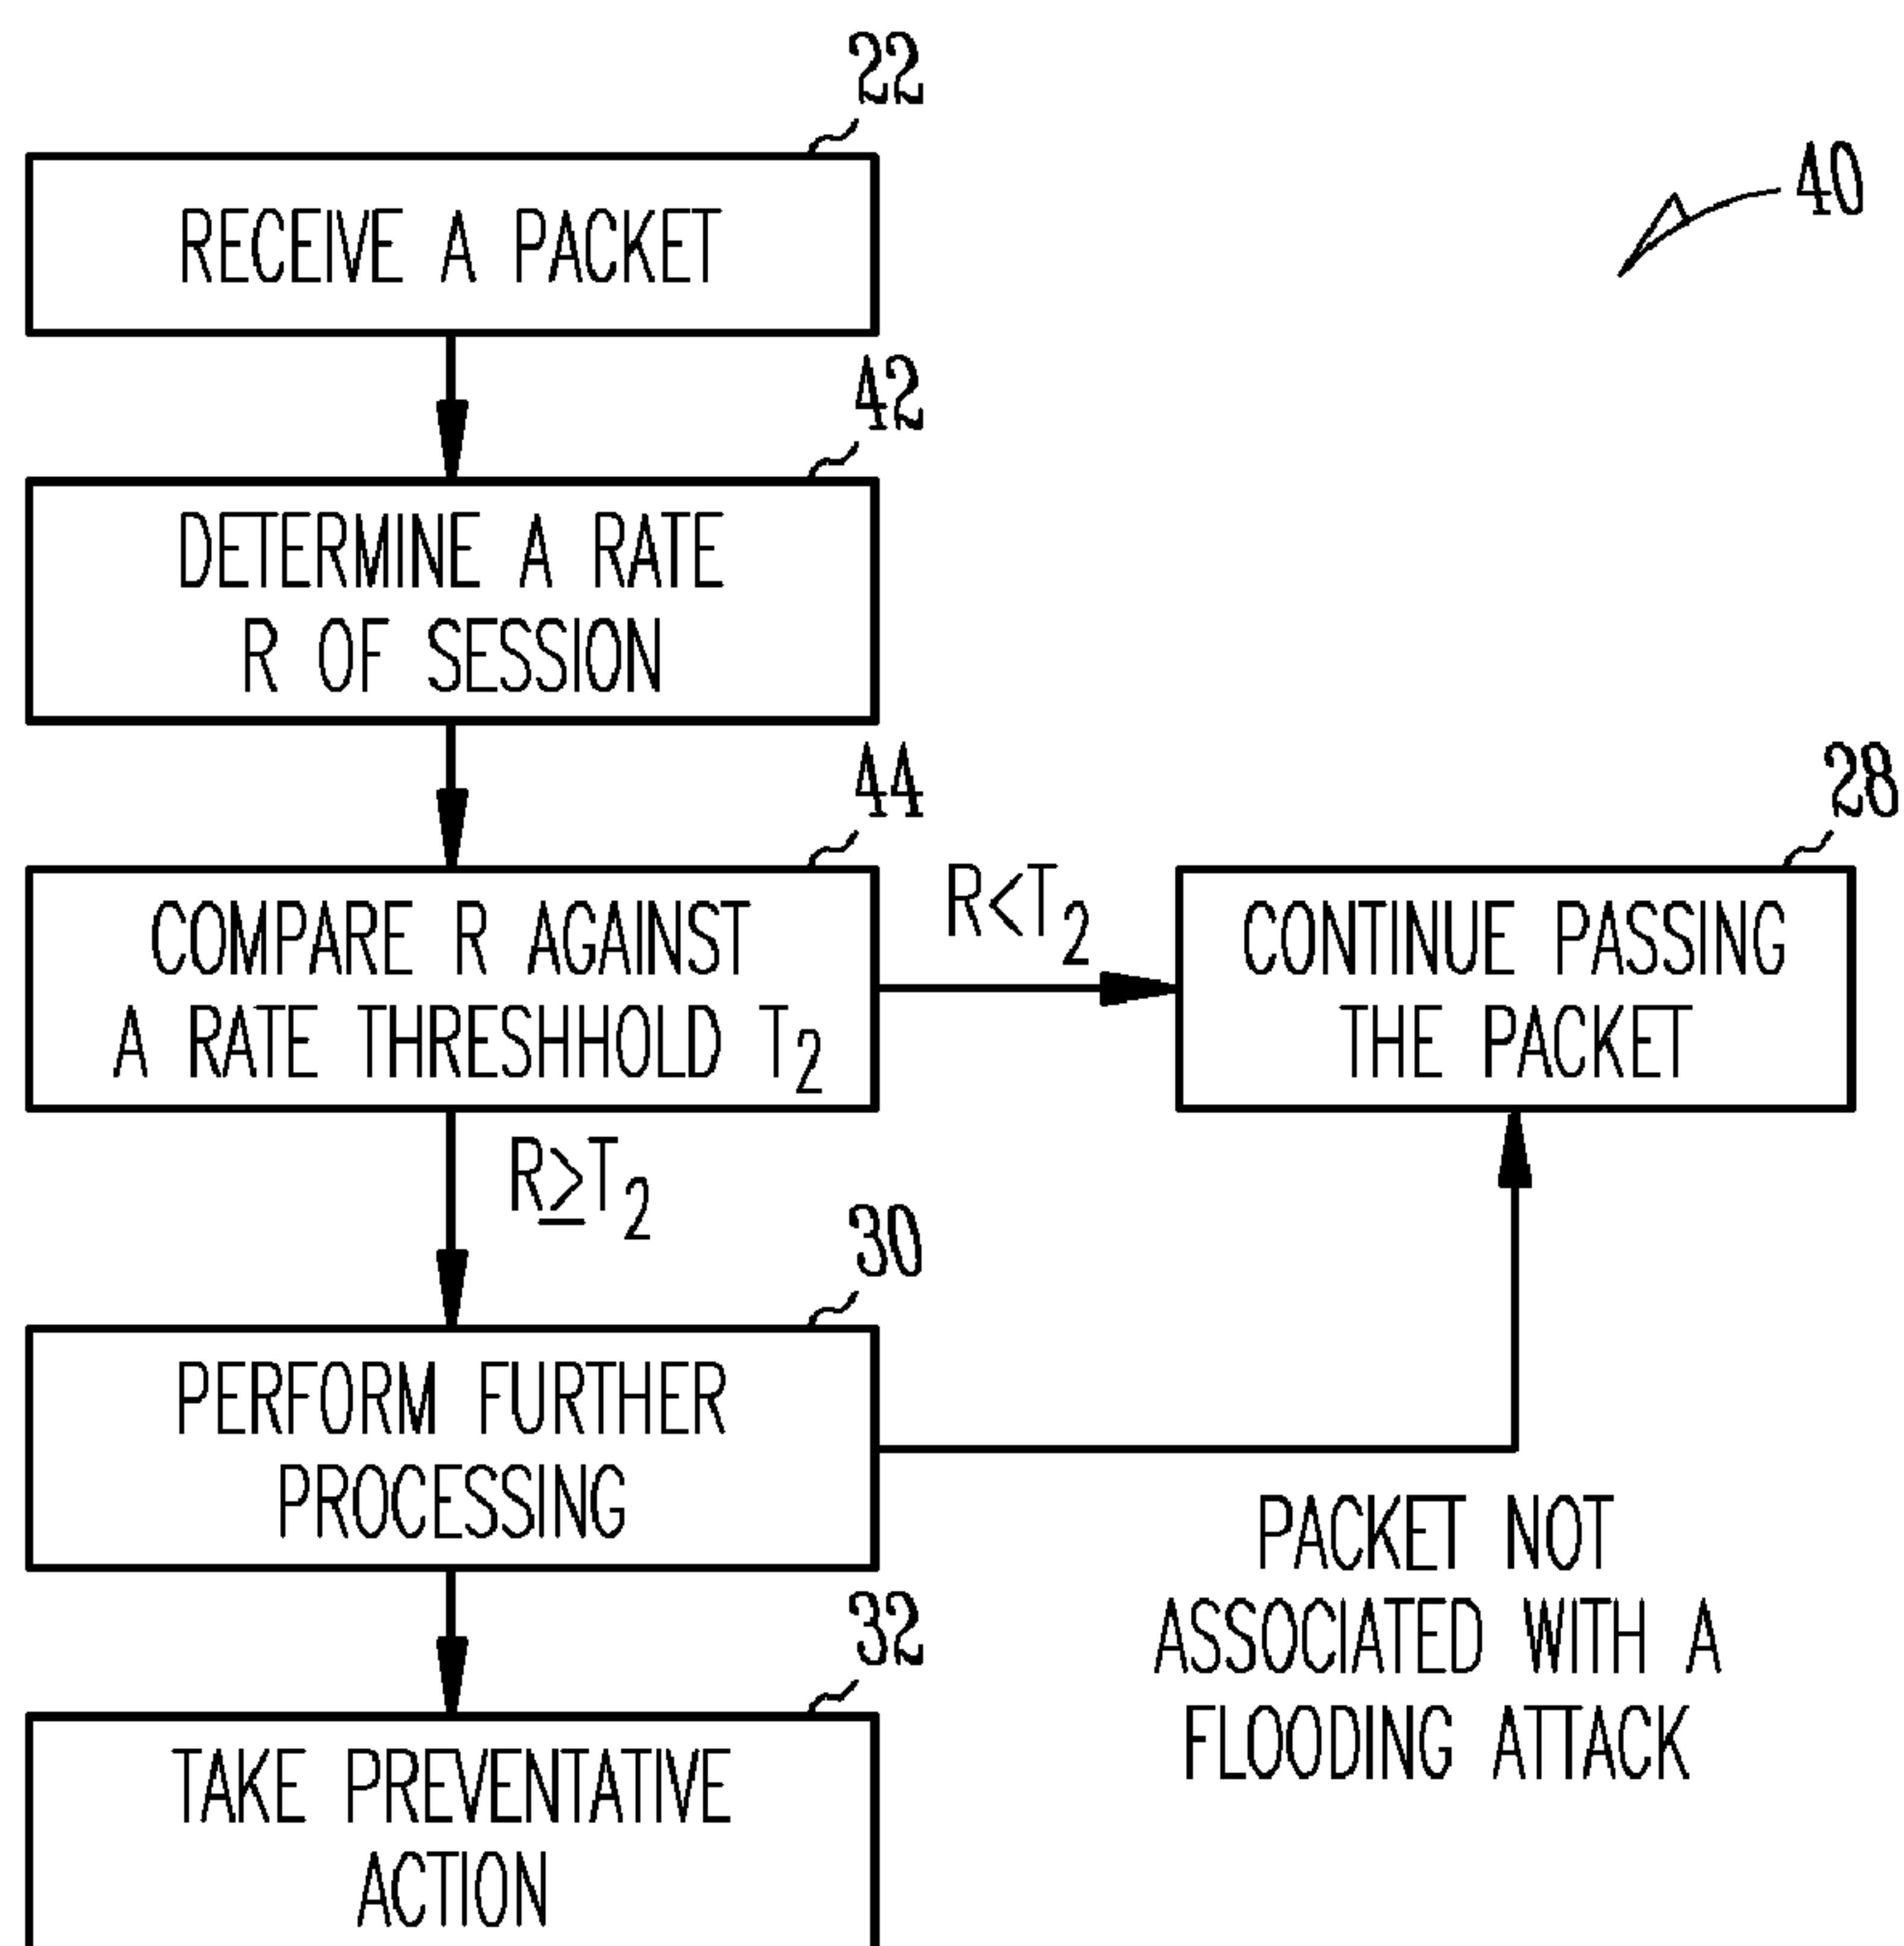 22
RECEIVE A PACKET
40
42
DETERMINE A RATE
R OF SESSION
44
COMPARE R AGAINST
A RATE THRESHHOLD T2
R<T2
28
CONTINUE PASSING
THE PACKET
R≥T2
30
PERFORM FURTHER
PROCESSING
PACKET NOT
ASSOCIATED WITH A
FLOODING ATTACK
32
TAKE PREVENTATIVE
ACTION